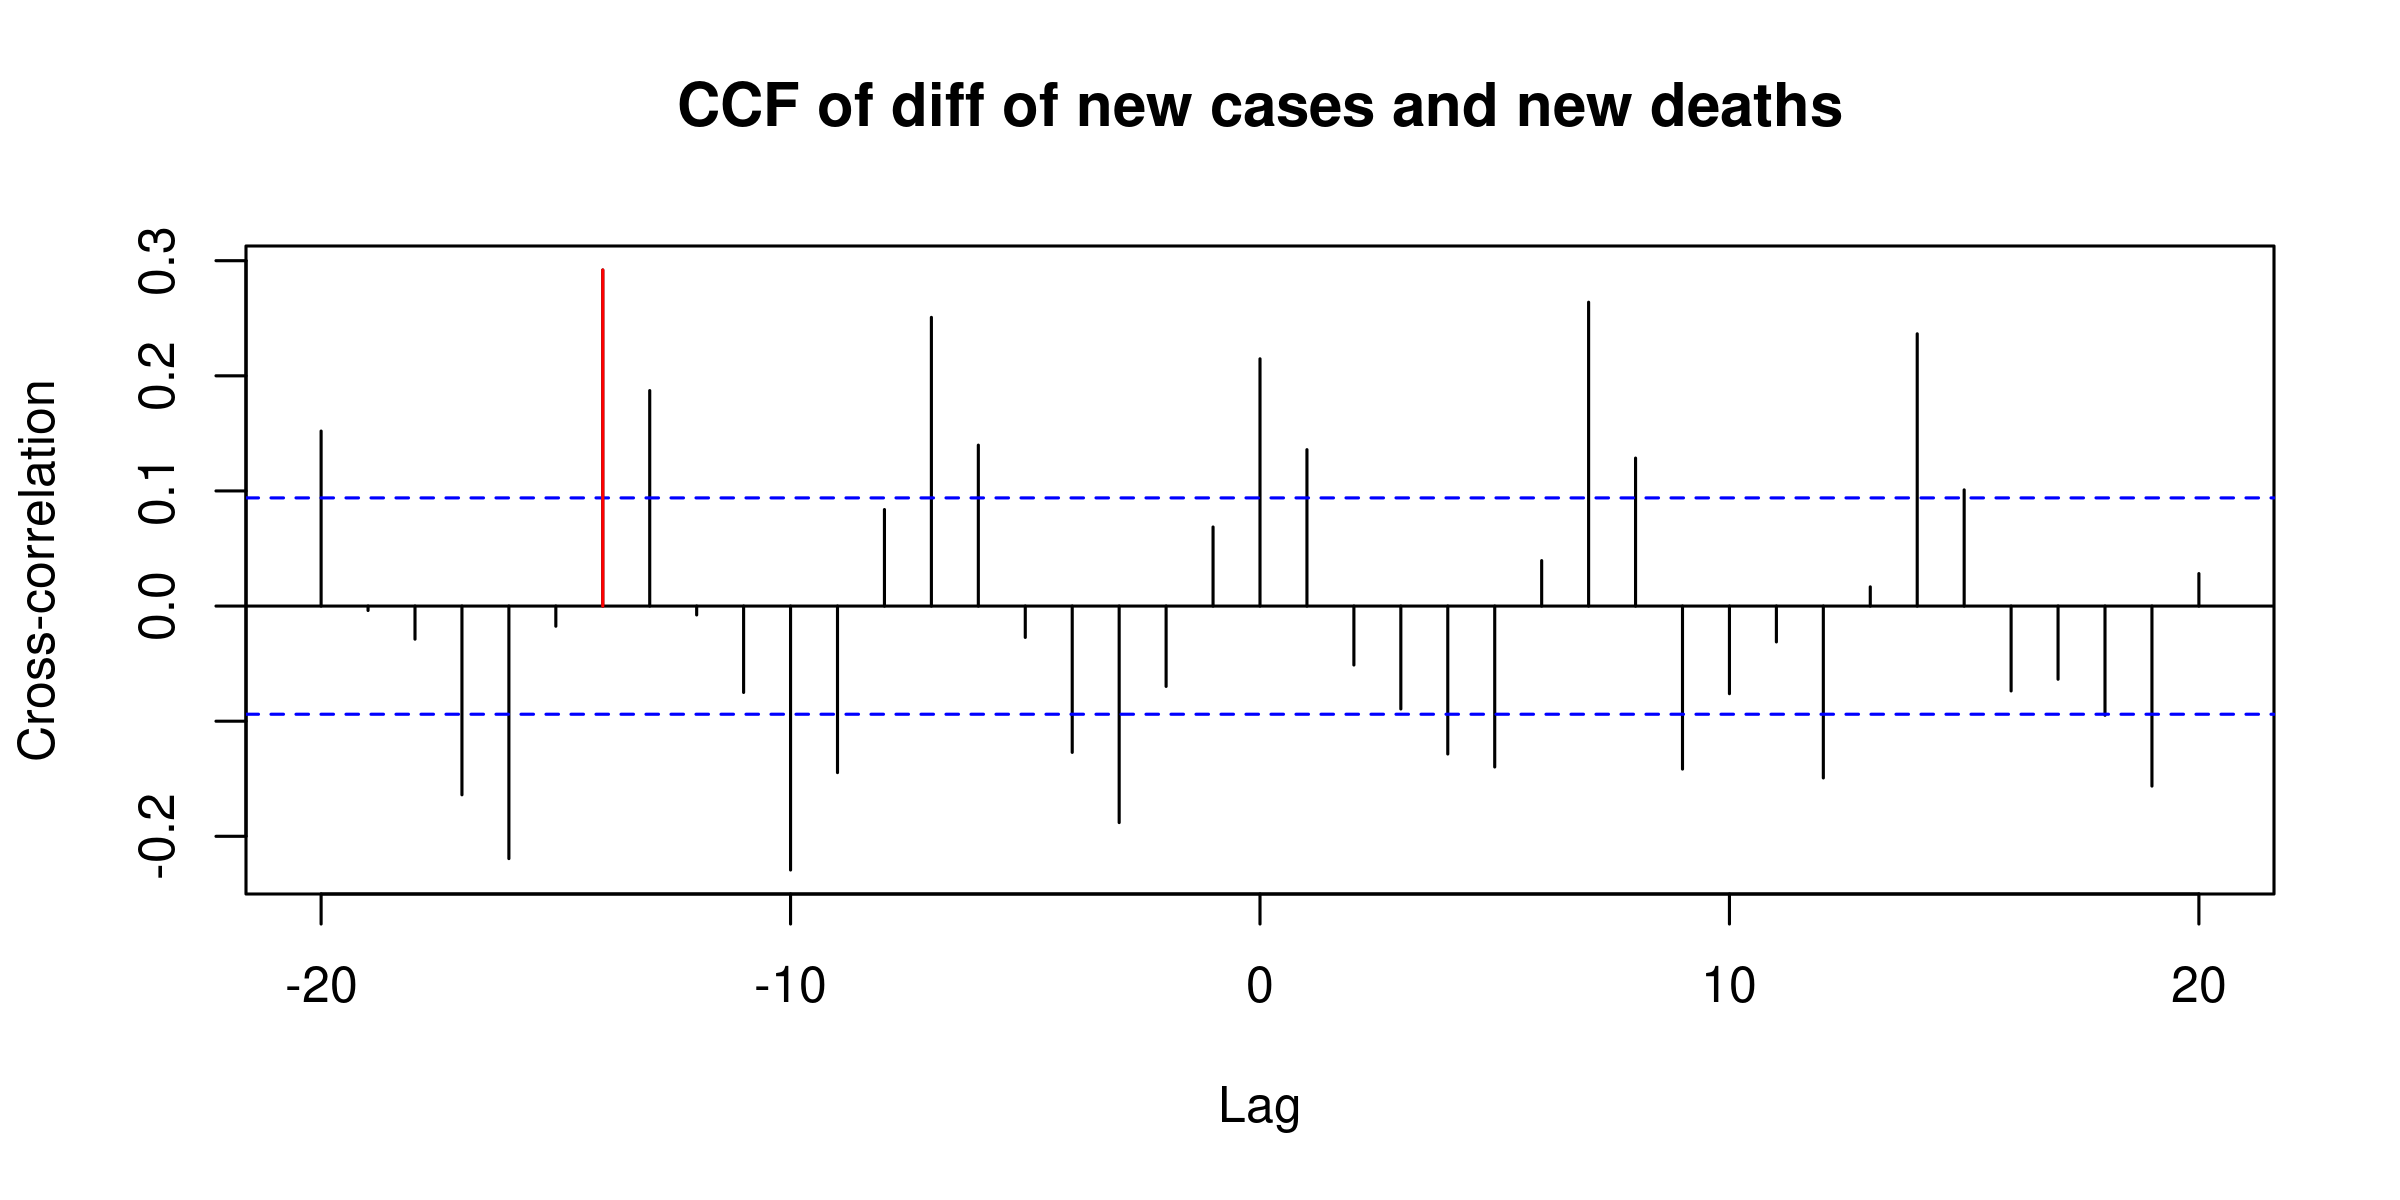 CCF of diff of new cases and new deaths
Cross-correlation
0.3
0.2
0.1
0.0
-0.2
-20 -10 0 10 20
Lag